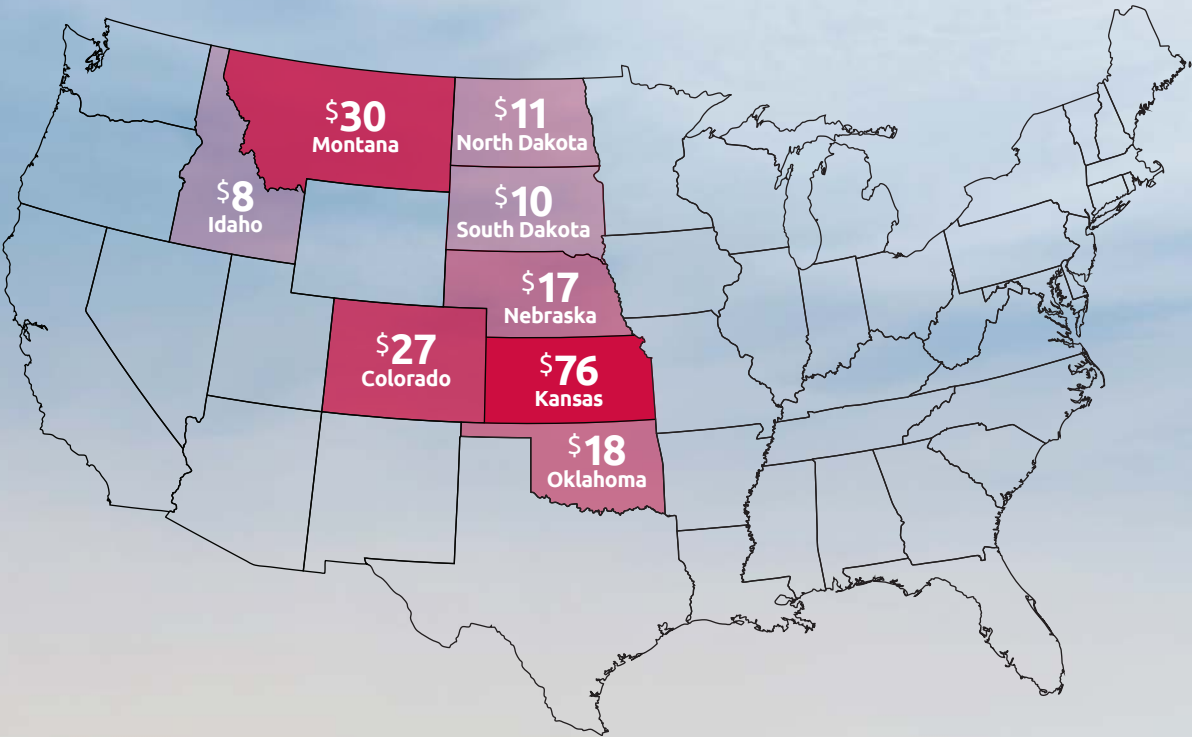 $30
Montana
$11
North Dakota
$8
Idaho
$10
South Dakota
$17
Nebraska
$27
Colorado
$76
Kansas
$18
Oklahoma